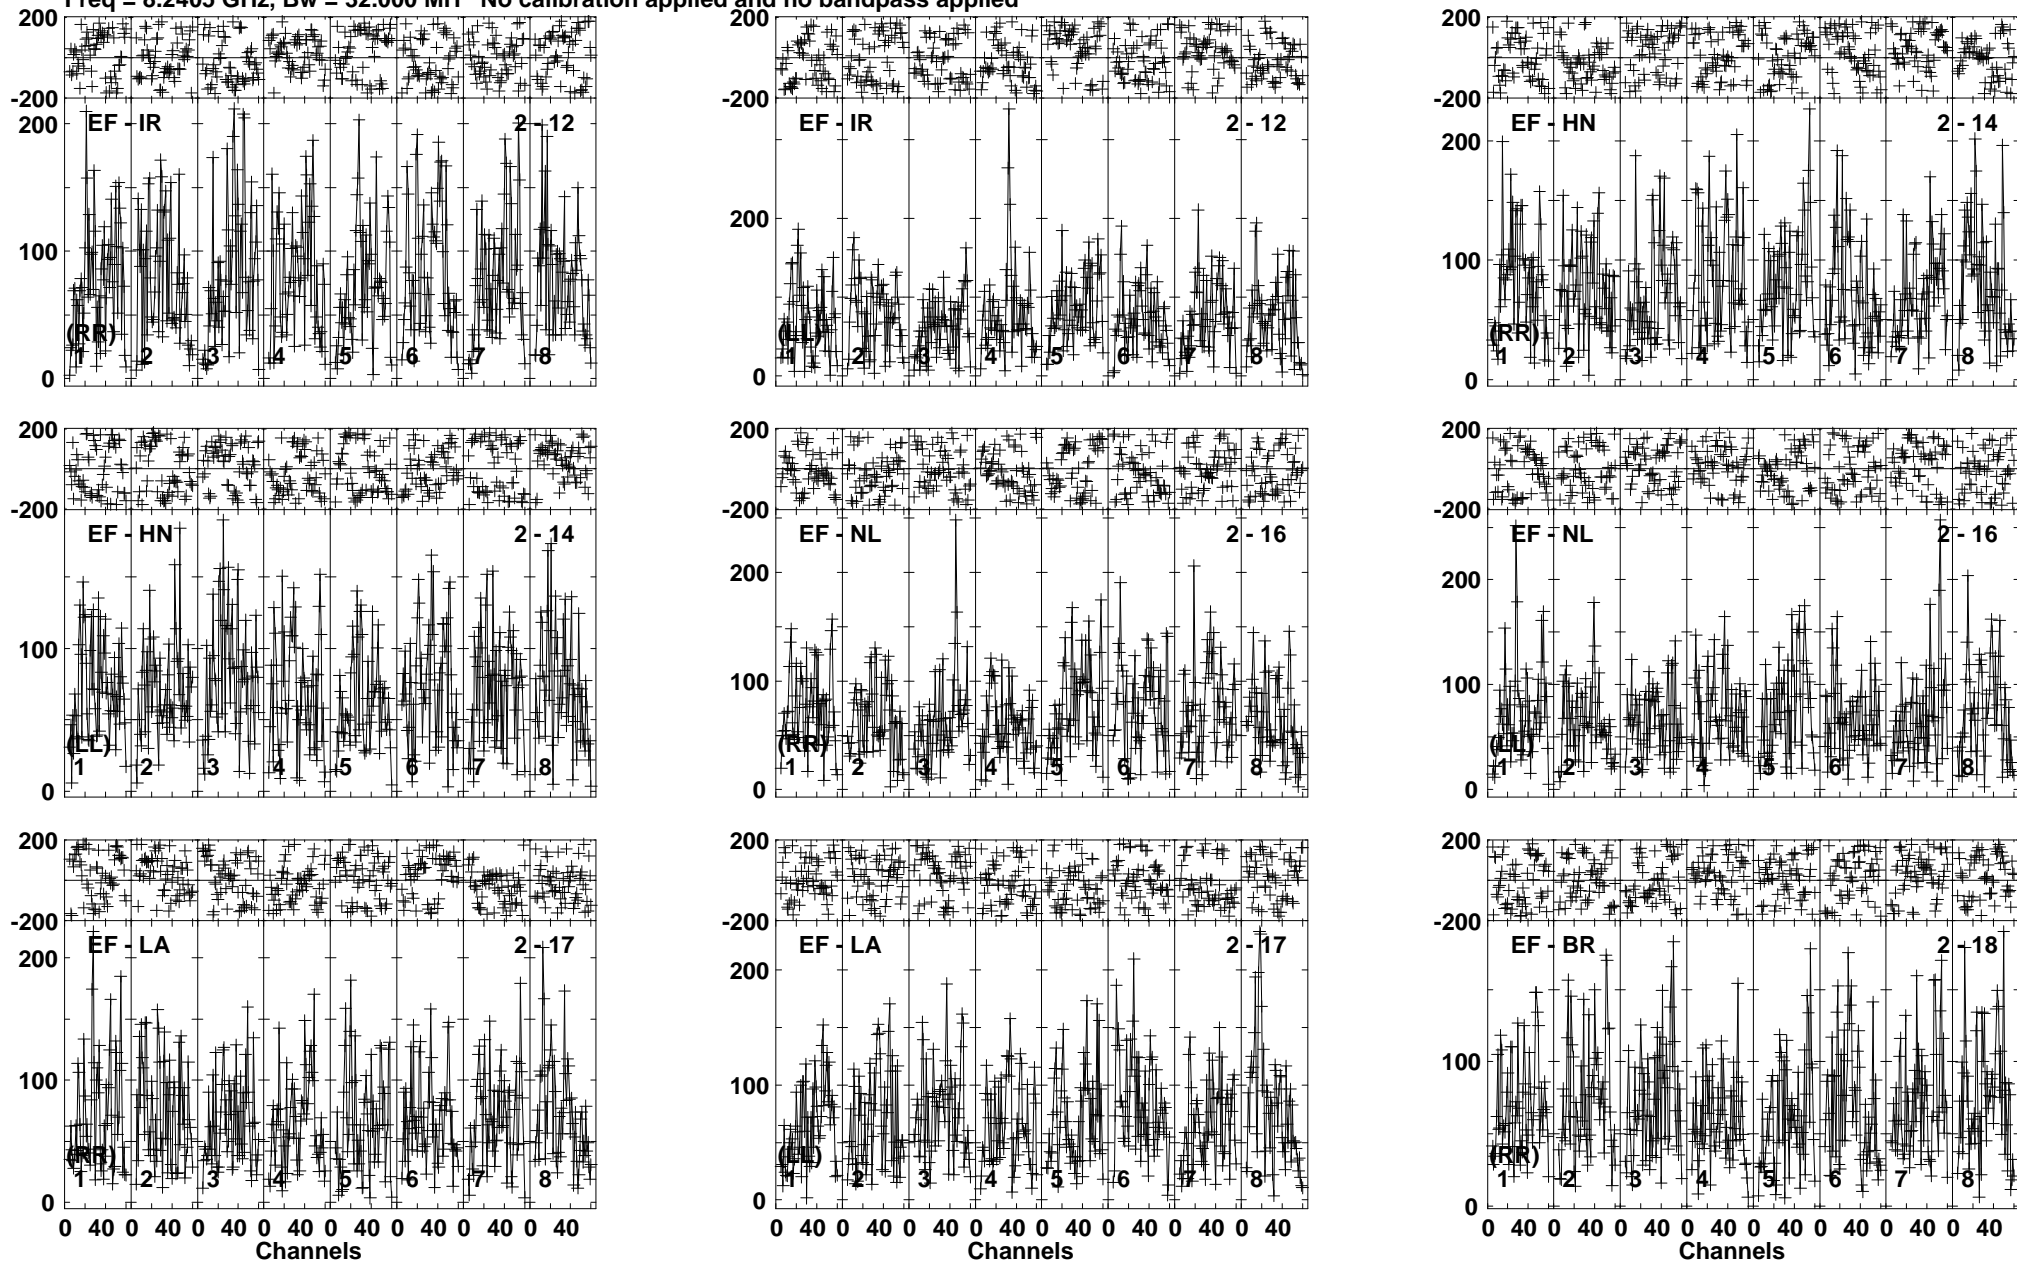 Freq = 8.2405 GHz, Bw = 32.000 MH No calibration applied and no bandpass applied
200 200 200
-200 -200 -200
EF - IR 2 - 12 EF - IR 2 - 12 EF - HN 2 - 14
200 200 200
100 100
(RR) (LL) (RR)
1 2 3 4 5 6 7 8 1 2 3 4 5 6 7 8 1 2 3 4 5 6 7 8
0 0 0
200 200 200
-200 -200 -200
EF - HN 2 - 14 EF - NL 2 - 16 EF - NL 2 - 16
200 200
100 100 100
(LL) (RR) (LL)
1 2 3 4 5 6 7 8 1 2 3 4 5 6 7 8 1 2 3 4 5 6 7 8
0 0 0
200 200 200
-200 -200 -200
EF - LA 2 - 17 EF - LA 2 - 17 EF - BR 2 - 18
200 200
100 100 100
(RR) (LL) (RR)
1 2 3 4 5 6 7 8 1 2 3 4 5 6 7 8 1 2 3 4 5 6 7 8
0 0 0
0 40 0 40 0 40 0 40 0 40 0 40 0 40 0 40 0 40 0 40 0 40 0 40 0 40 0 40 0 40 0 40 0 40 0 40 0 40 0 40 0 40 0 40 0 40 0 40
Channels Channels Channels